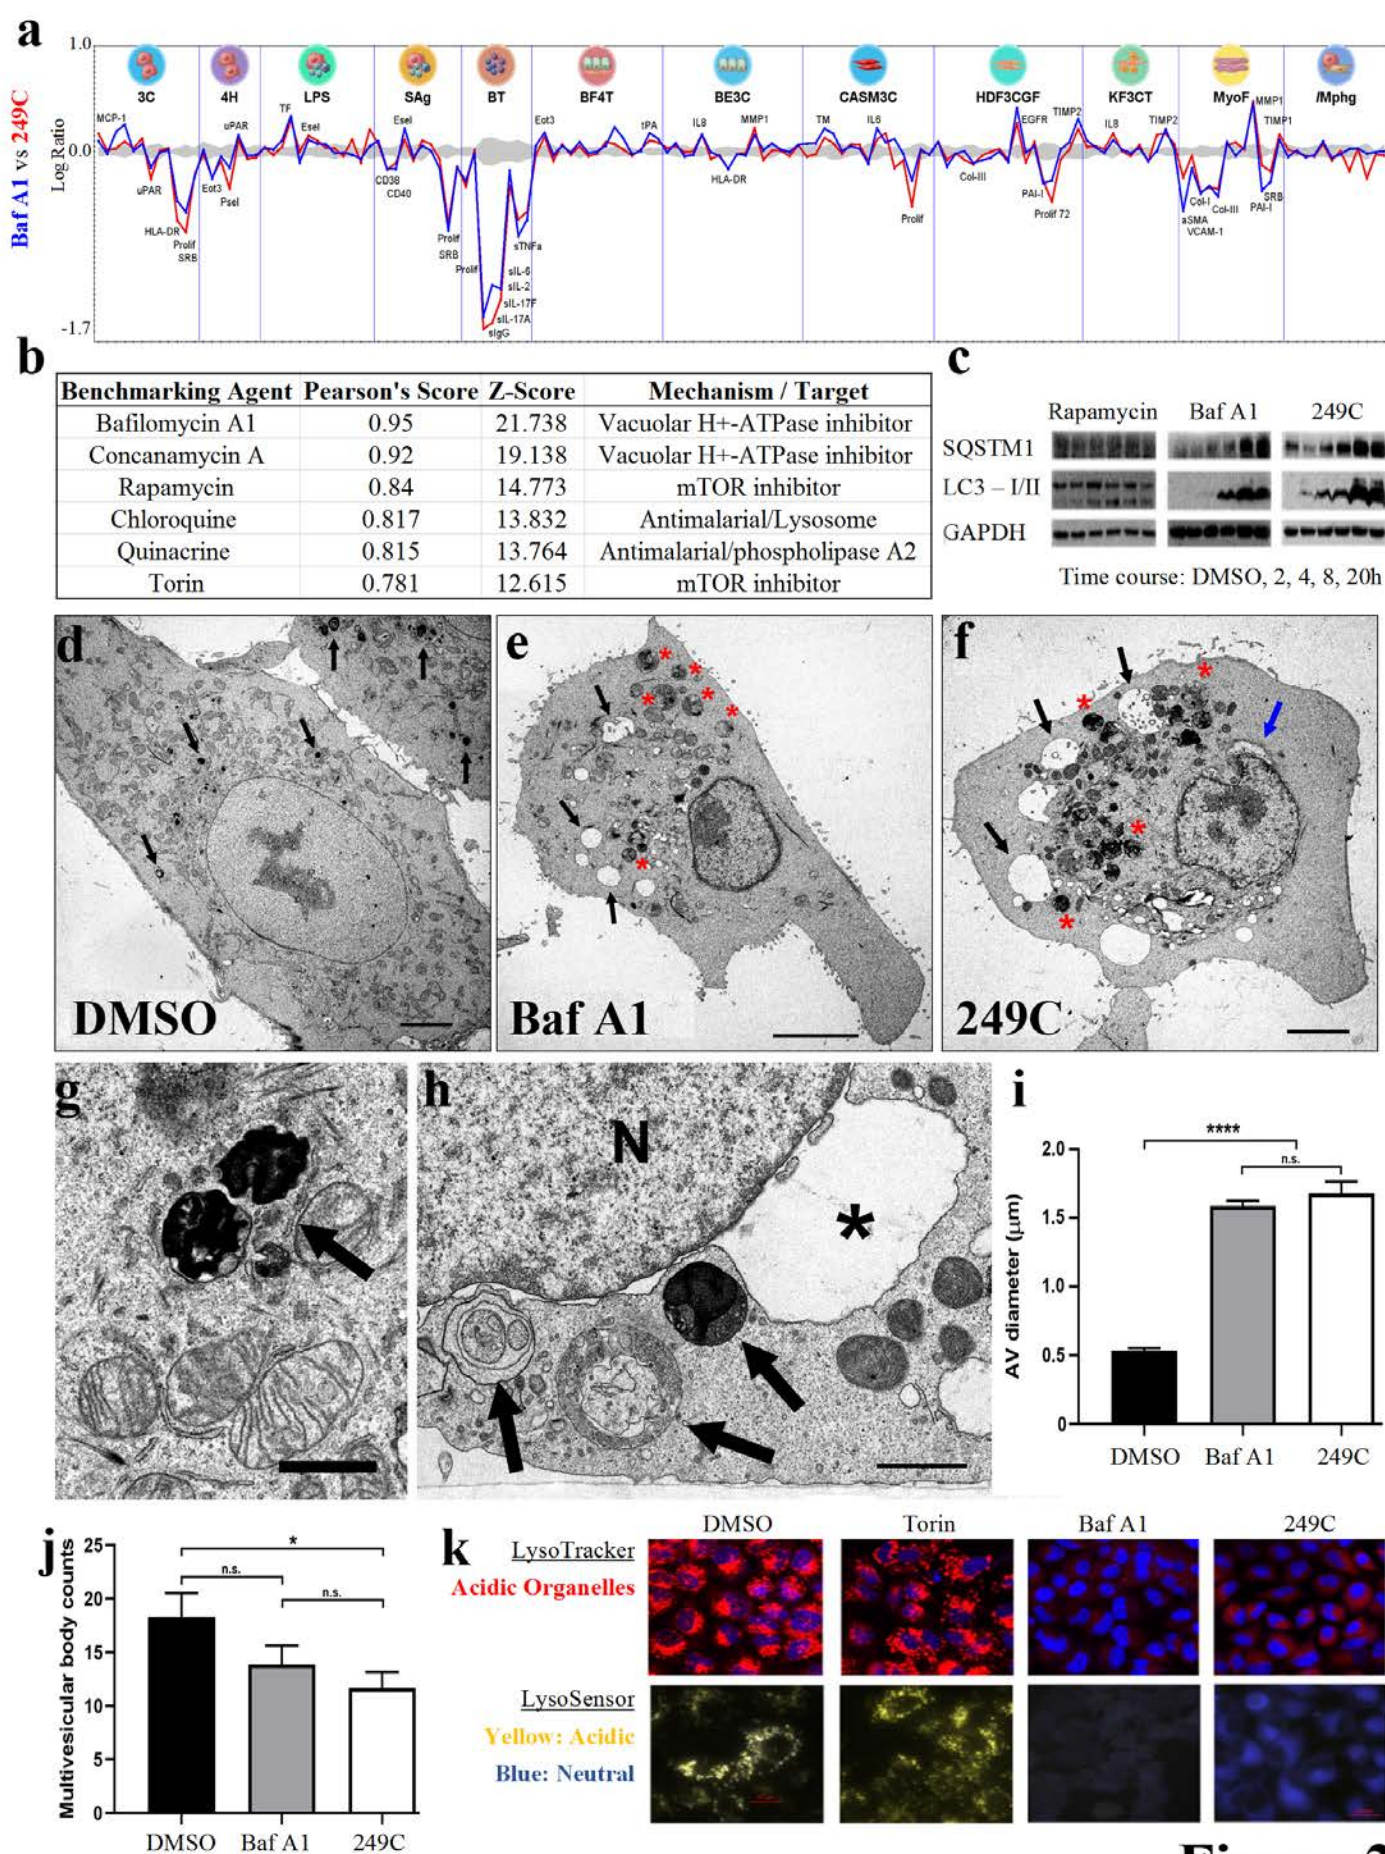 a
1.0
0.0
-1.7
Log Ratio
Baf A1 vs 249C
3C 4H LPS SAg BT BF4T BE3C CASM3C HDF3CGF KF3CT MyoF /Mphg
MCP-1
uPAR
HLA-DR
Prolif
SRB
Eot3
uPAR
Psel
TF
Esel
CD38
CD40
Esel
Prolif
SRB
Prolif
sTNFa
sIL-6
sIL-2
sIL-17F
sIL-17A
sIgG
Eot3
tPA
IL8
HLA-DR
MMP1
TM
IL6
Prolif
Col-III
EGFR
PAI-I
Prolif 72
TIMP2
IL8
TIMP2
aSMA
Col-I
VCAM-1
Col-III
MMP1
TIMP1
SRB
PAI-I
b
Benchmarking Agent Pearson's Score Z-Score Mechanism / Target
Bafilomycin A1 0.95 21.738 Vacuolar H+-ATPase inhibitor
Concanamycin A 0.92 19.138 Vacuolar H+-ATPase inhibitor
Rapamycin 0.84 14.773 mTOR inhibitor
Chloroquine 0.817 13.832 Antimalarial/Lysosome
Quinacrine 0.815 13.764 Antimalarial/phospholipase A2
Torin 0.781 12.615 mTOR inhibitor
c
Rapamycin Baf A1 249C
SQSTM1
LC3 – I/II
GAPDH
Time course: DMSO, 2, 4, 8, 20h
d
DMSO
e
* * * * * *
Baf A1
f
* * * *
249C
g
h
N
*
i
AV diameter (μm)
2.0
1.5
1.0
0.5
0
****
n.s.
DMSO Baf A1 249C
j
Multivesicular body counts
25
20
15
10
5
0
*
n.s.
n.s.
DMSO Baf A1 249C
k
DMSO Torin Baf A1 249C
LysoTracker
Acidic Organelles
LysoSensor
Yellow: Acidic
Blue: Neutral